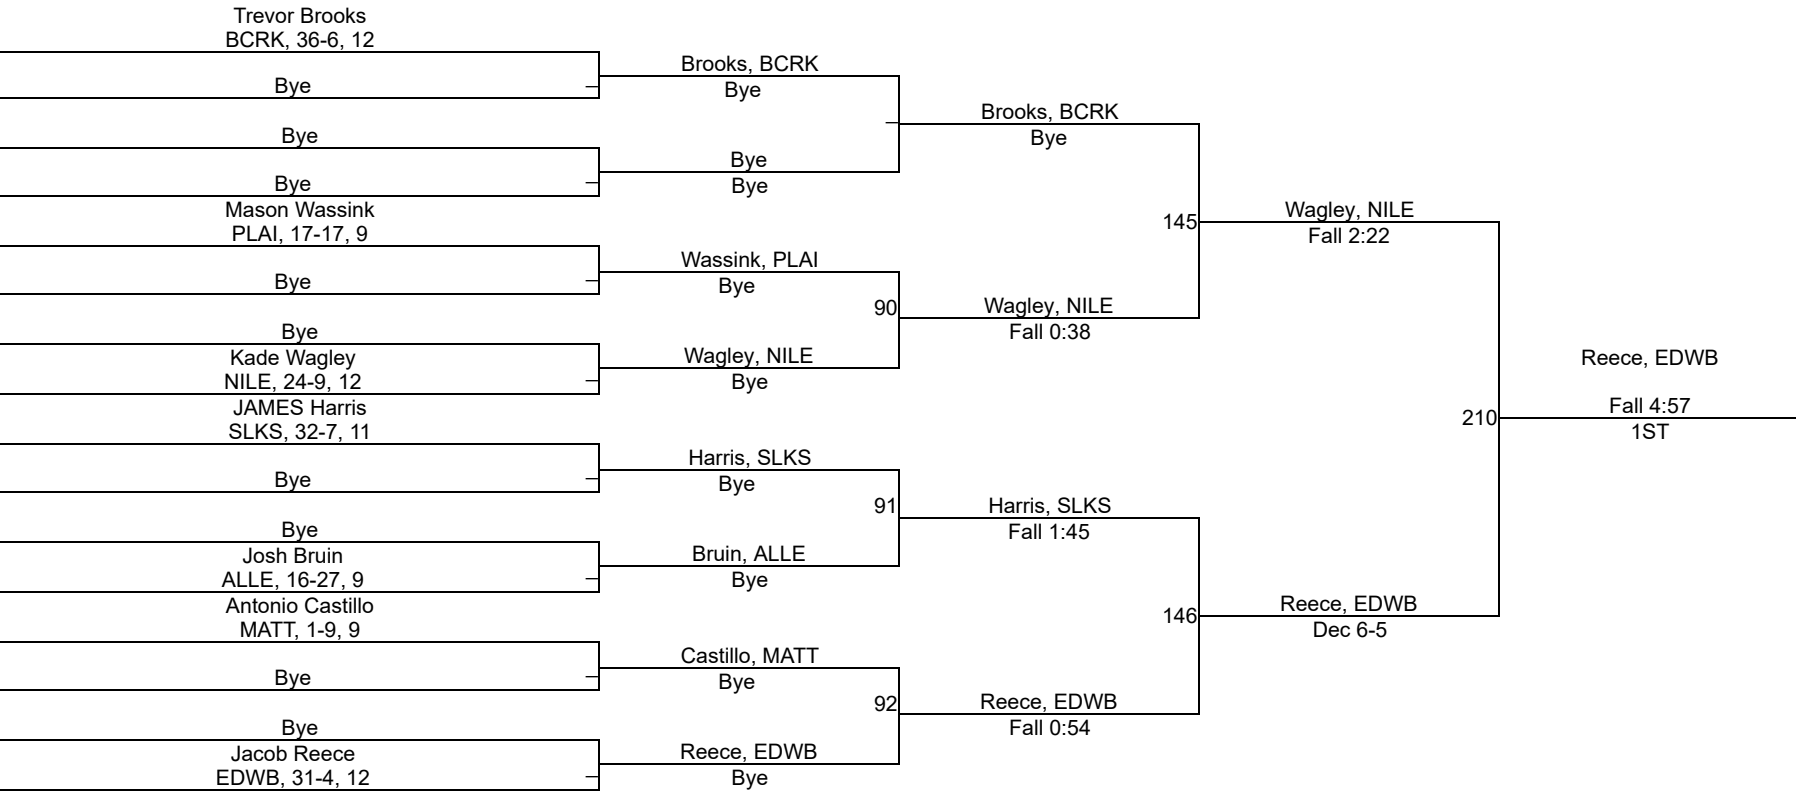 Trevor Brooks
BCRK, 36-6, 12
Bye
Bye
Bye
Mason Wassink
PLAI, 17-17, 9
Bye
Bye
Kade Wagley
NILE, 24-9, 12
JAMES Harris
SLKS, 32-7, 11
Bye
Bye
Josh Bruin
ALLE, 16-27, 9
Antonio Castillo
MATT, 1-9, 9
Bye
Bye
Jacob Reece
EDWB, 31-4, 12
Brooks, BCRK
Bye
Bye
Bye
Wassink, PLAI
Bye
90
Wagley, NILE
Bye
Harris, SLKS
Bye
91
Bruin, ALLE
Bye
Castillo, MATT
Bye
92
Reece, EDWB
Bye
Brooks, BCRK
Bye
145
Wagley, NILE
Fall 0:38
Harris, SLKS
Fall 1:45
146
Reece, EDWB
Fall 0:54
Wagley, NILE
Fall 2:22
210
Reece, EDWB
Dec 6-5
Reece, EDWB
Fall 4:57
1ST